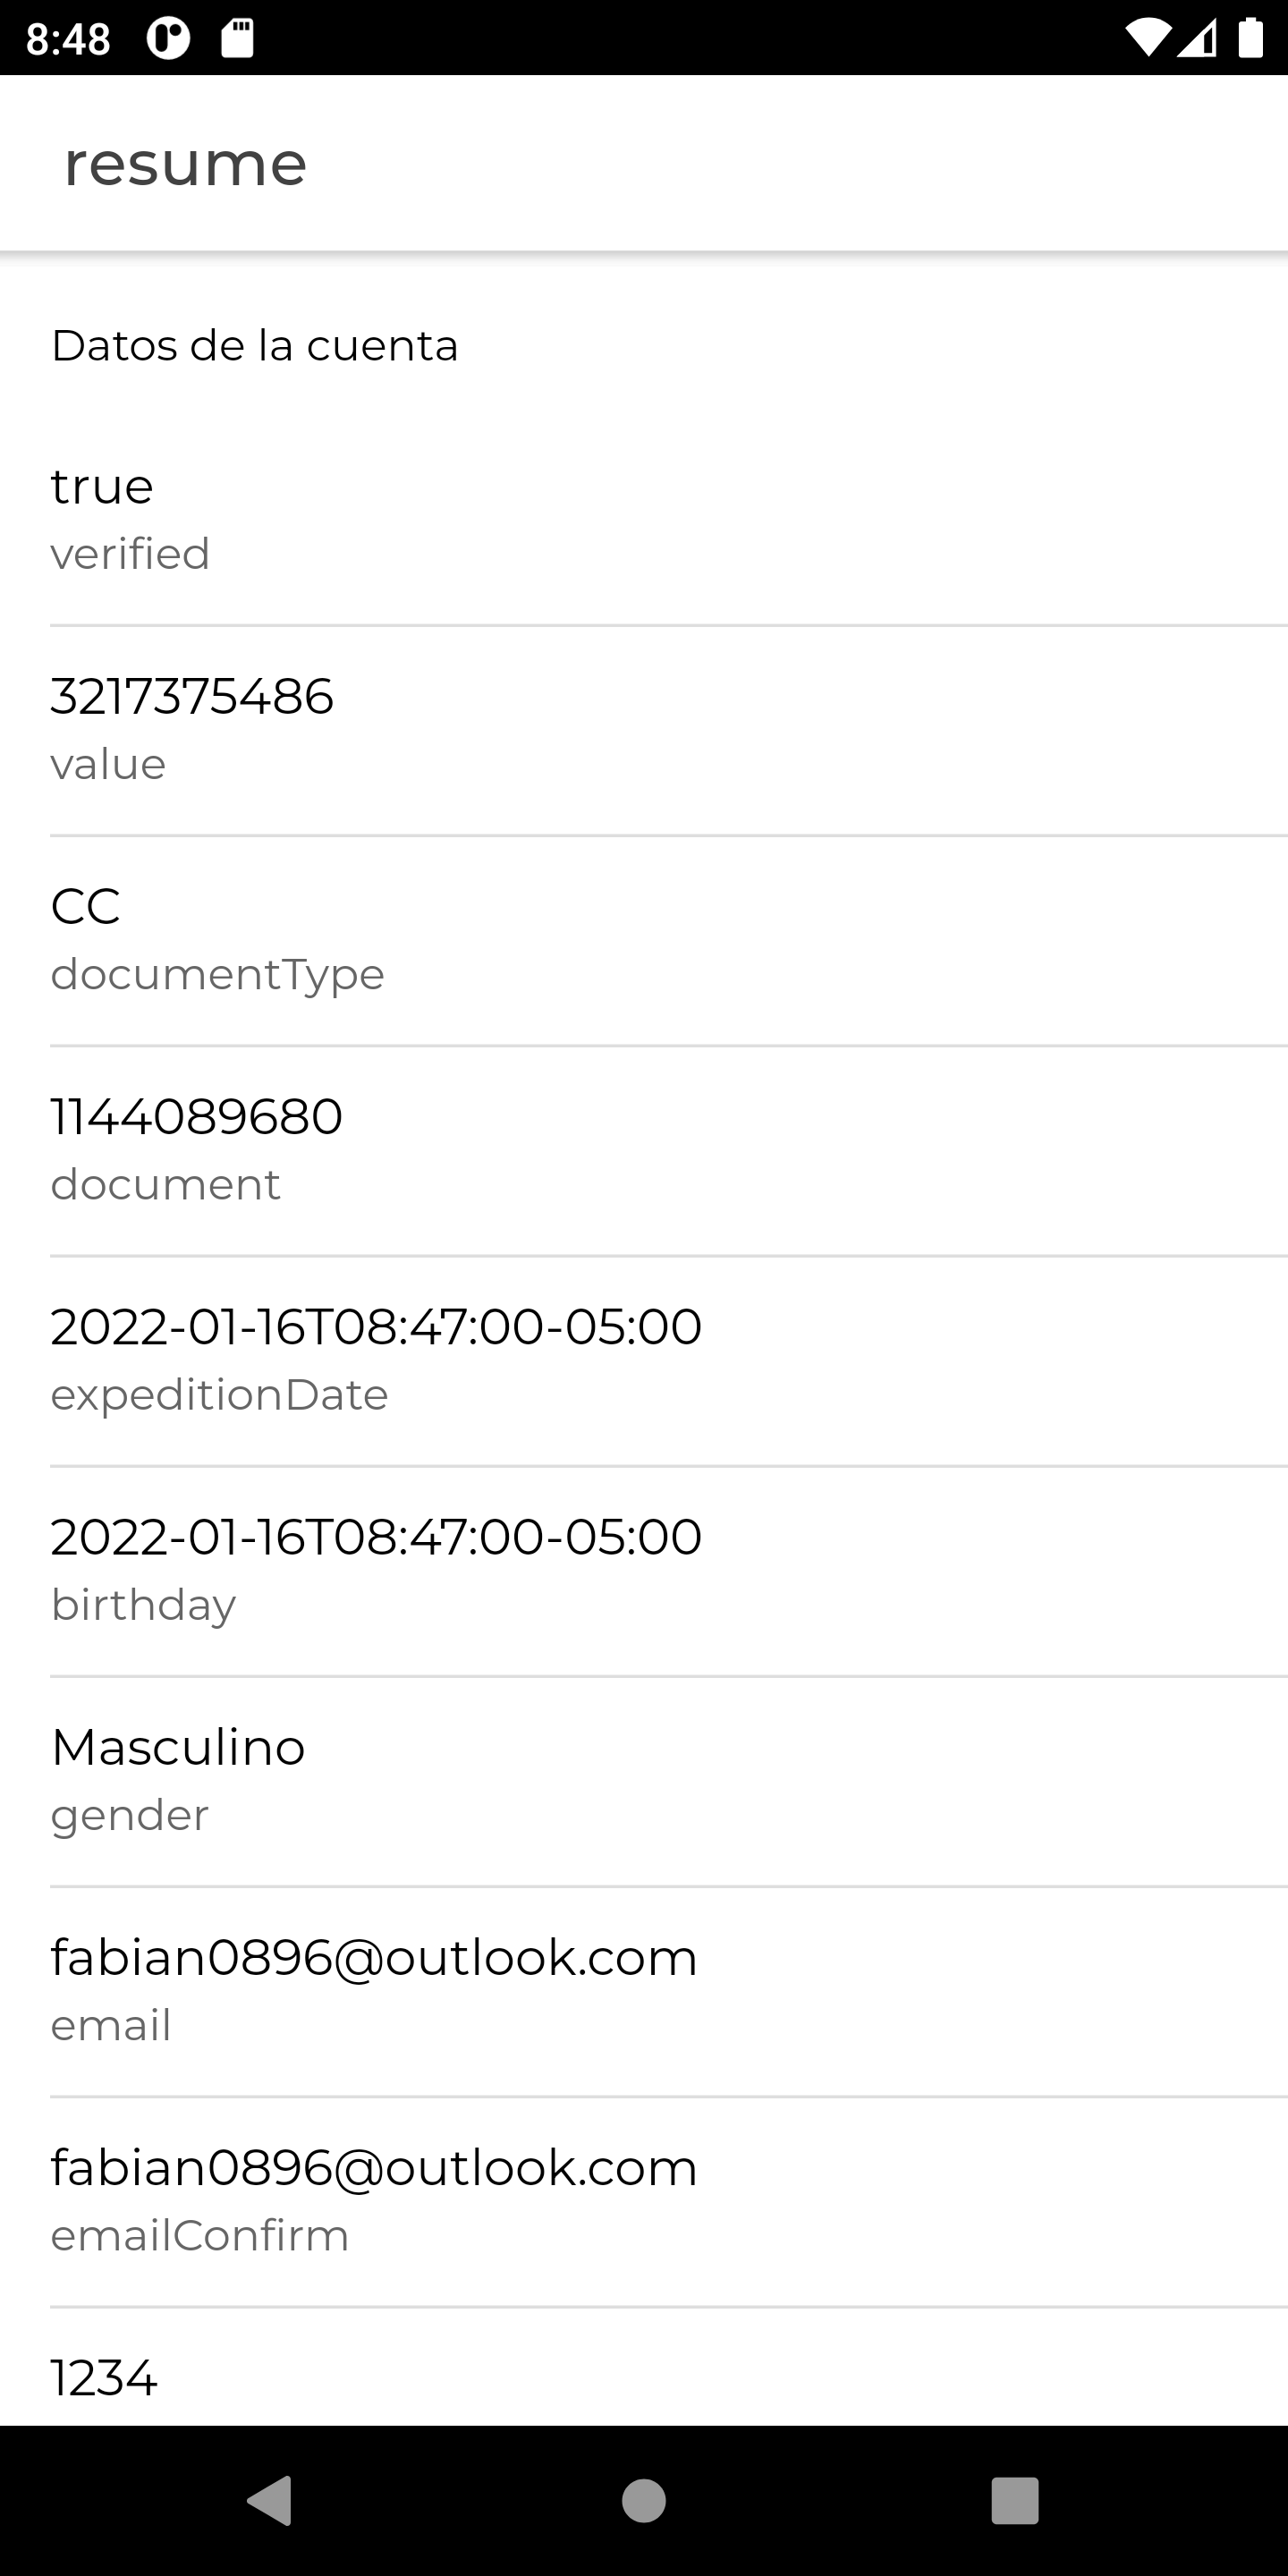 8:48
resume
Datos de la cuenta
true
verified
3217375486
value
CC
documentType
1144089680
document
2022-01-16T08:47:00-05:00
expeditionDate
2022-01-16T08:47:00-05:00
birthday
Masculino
gender
fabian0896@outlook.com
email
fabian0896@outlook.com
emailConfirm
1234